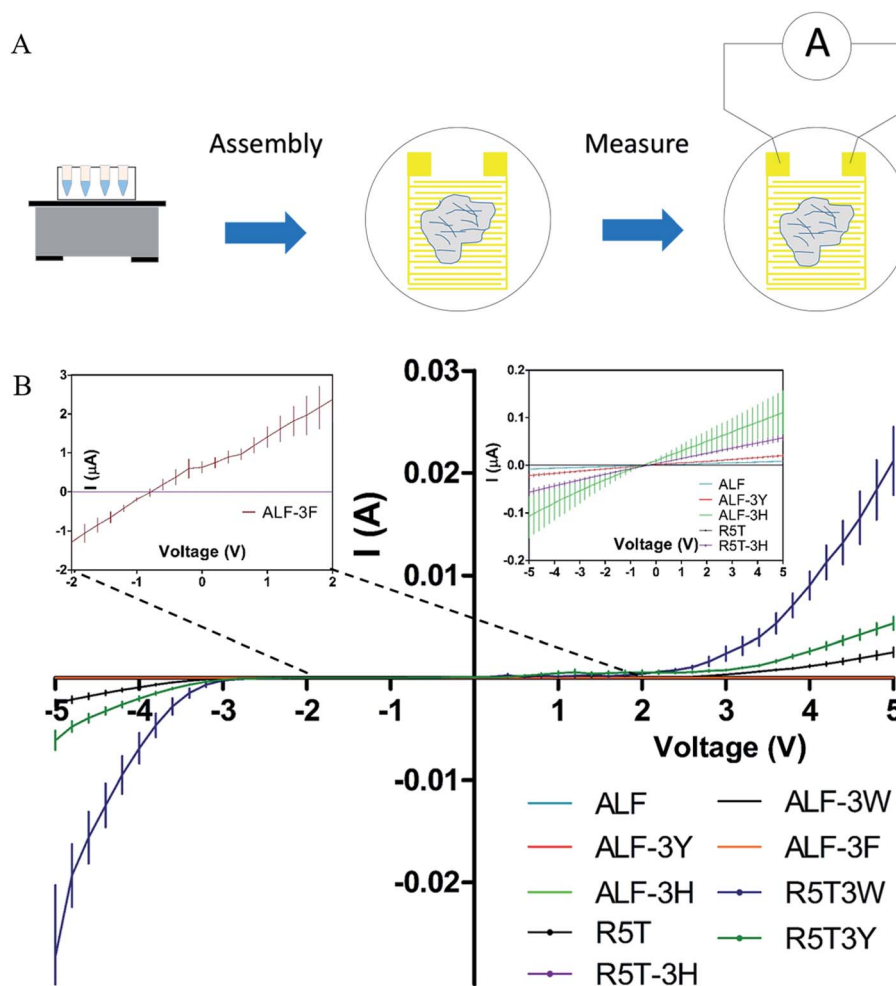 A
A
Assembly
Measure
B
3
2
1
0
-1
-2
I (μA)
ALF-3F
Voltage (V)
-2 -1 0 1 2
0.2
0.1
0.0
-0.1
-0.2
I (μA)
ALF
ALF-3Y
ALF-3H
R5T
R5T-3H
Voltage (V)
-5 -4 -3 -2 -1 0 1 2 3 4 5
0.03
0.02
0.01
-0.01
-0.02
I (A)
-5 -4 -3 -2 -1 1 2 3 4 5
Voltage (V)
ALF ALF-3W
ALF-3Y ALF-3F
ALF-3H R5T3W
R5T R5T3Y
R5T-3H